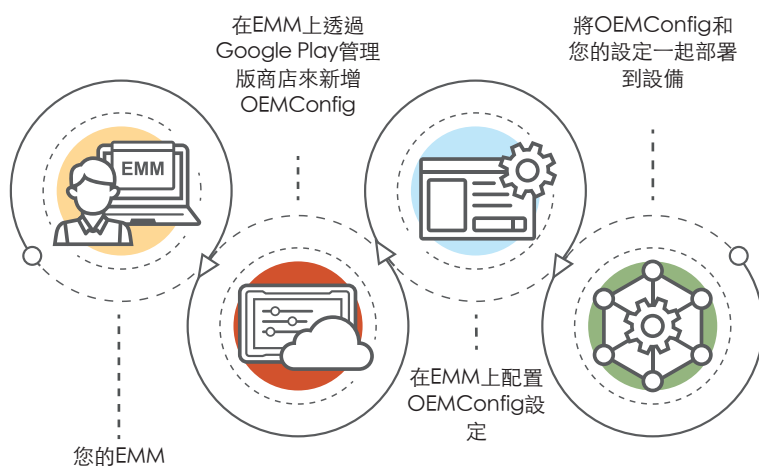 在EMM上透過
Google Play管理
版商店來新增
OEMConfig
將OEMConfig和
您的設定一起部署
到設備
EMM
在EMM上配置
OEMConfig設
定
您的EMM